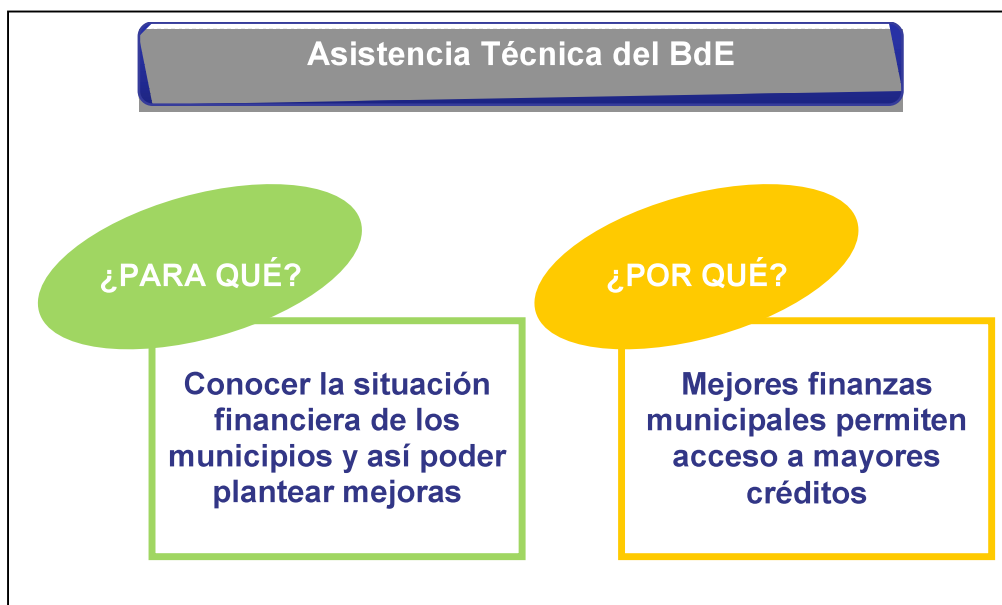 Asistencia Técnica del BdE
¿PARA QUÉ?
Conocer la situación
financiera de los
municipios y así poder
plantear mejoras
¿POR QUÉ?
Mejores finanzas
municipales permiten
acceso a mayores
créditos